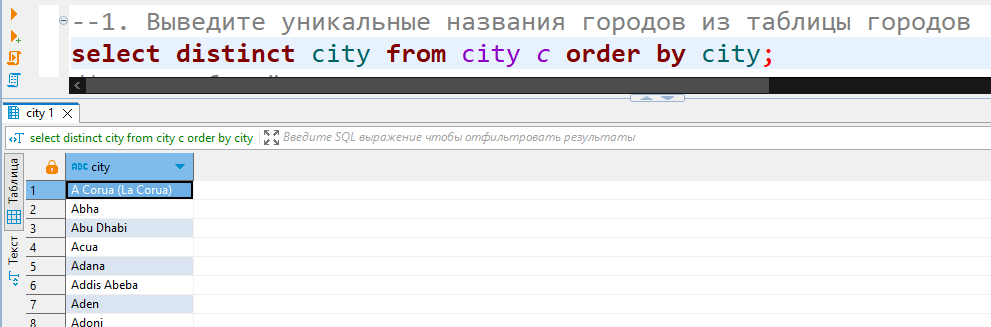 --1. Выведите уникальные названия городов из таблицы городов
select distinct city from city c order by city;
city 1
select distinct city from city c order by city
Введите SQL выражение чтобы отфильтровать результаты
Таблица
Текст
ABC city
1 A Corua (La Corua)
2 Abha
3 Abu Dhabi
4 Acua
5 Adana
6 Addis Abeba
7 Aden
8 Adoni